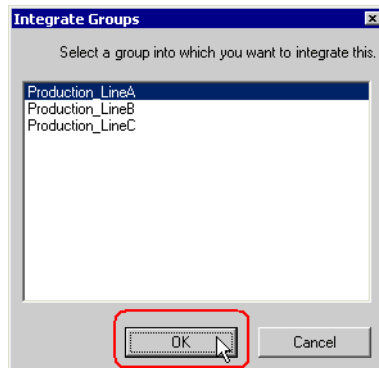 Integrate Groups
Select a group into which you want to integrate this.
Production_LineA
Production_LineB
Production_LineC
OK
Cancel